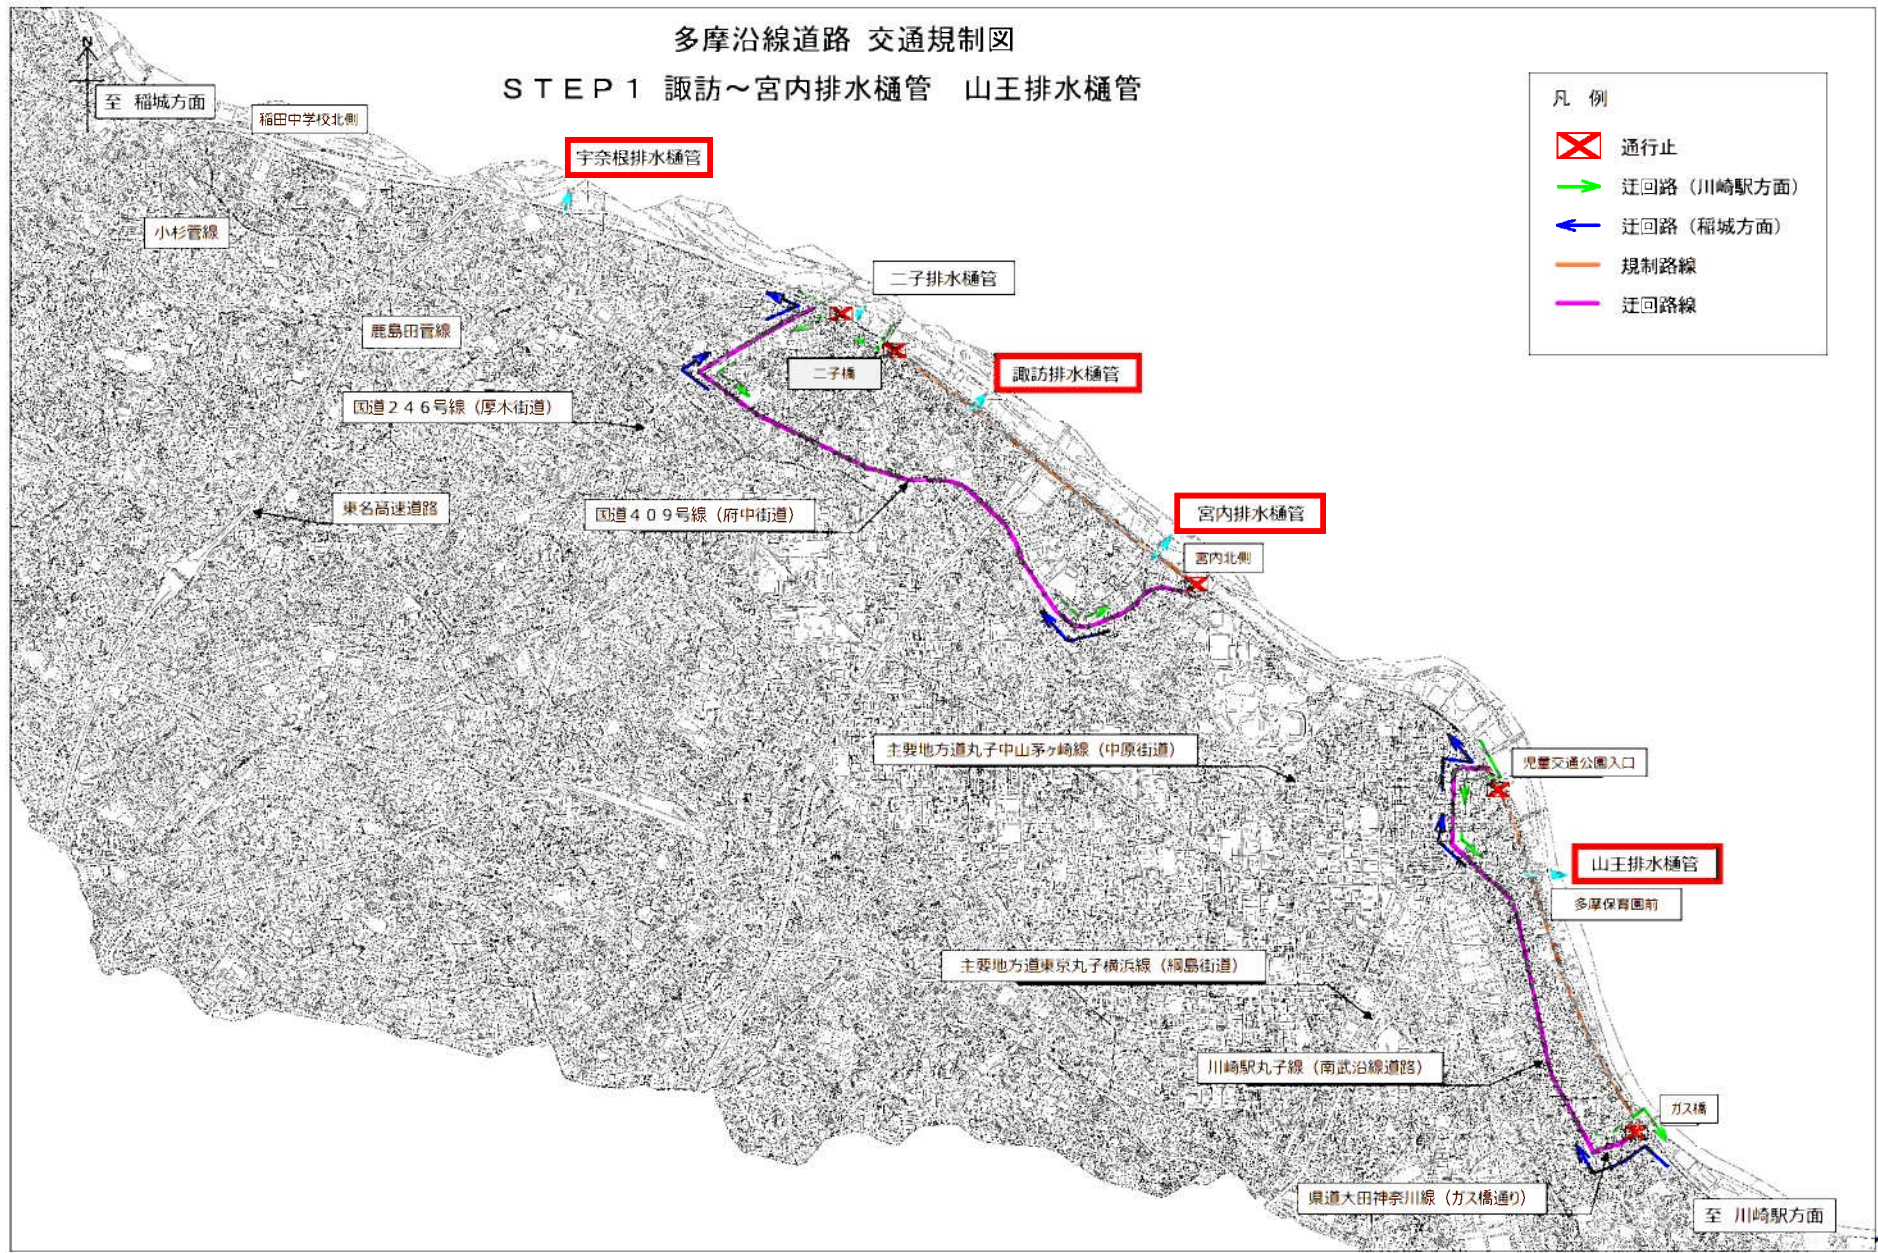 多摩沿線道路 交通規制図
STEP1 諏訪～宮内排水樋管 山王排水樋管
N
至 稲城方面
稲田中学校北側
宇奈根排水樋管
小杉菅線
二子排水樋管
鹿島田菅線
二子橋
諏訪排水樋管
国道246号線（厚木街道）
東名高速道路
国道409号線（府中街道）
宮内排水樋管
宮内北側
主要地方道丸子中山茅ヶ崎線（中原街道）
児童交通公園入口
山王排水樋管
多摩保育園前
主要地方道東京丸子横浜線（綱島街道）
川崎駅丸子線（南武沿線道路）
ガス橋
県道大田神奈川線（ガス橋通り）
至 川崎駅方面
凡 例
通行止
迂回路（川崎駅方面）
迂回路（稲城方面）
規制路線
迂回路線